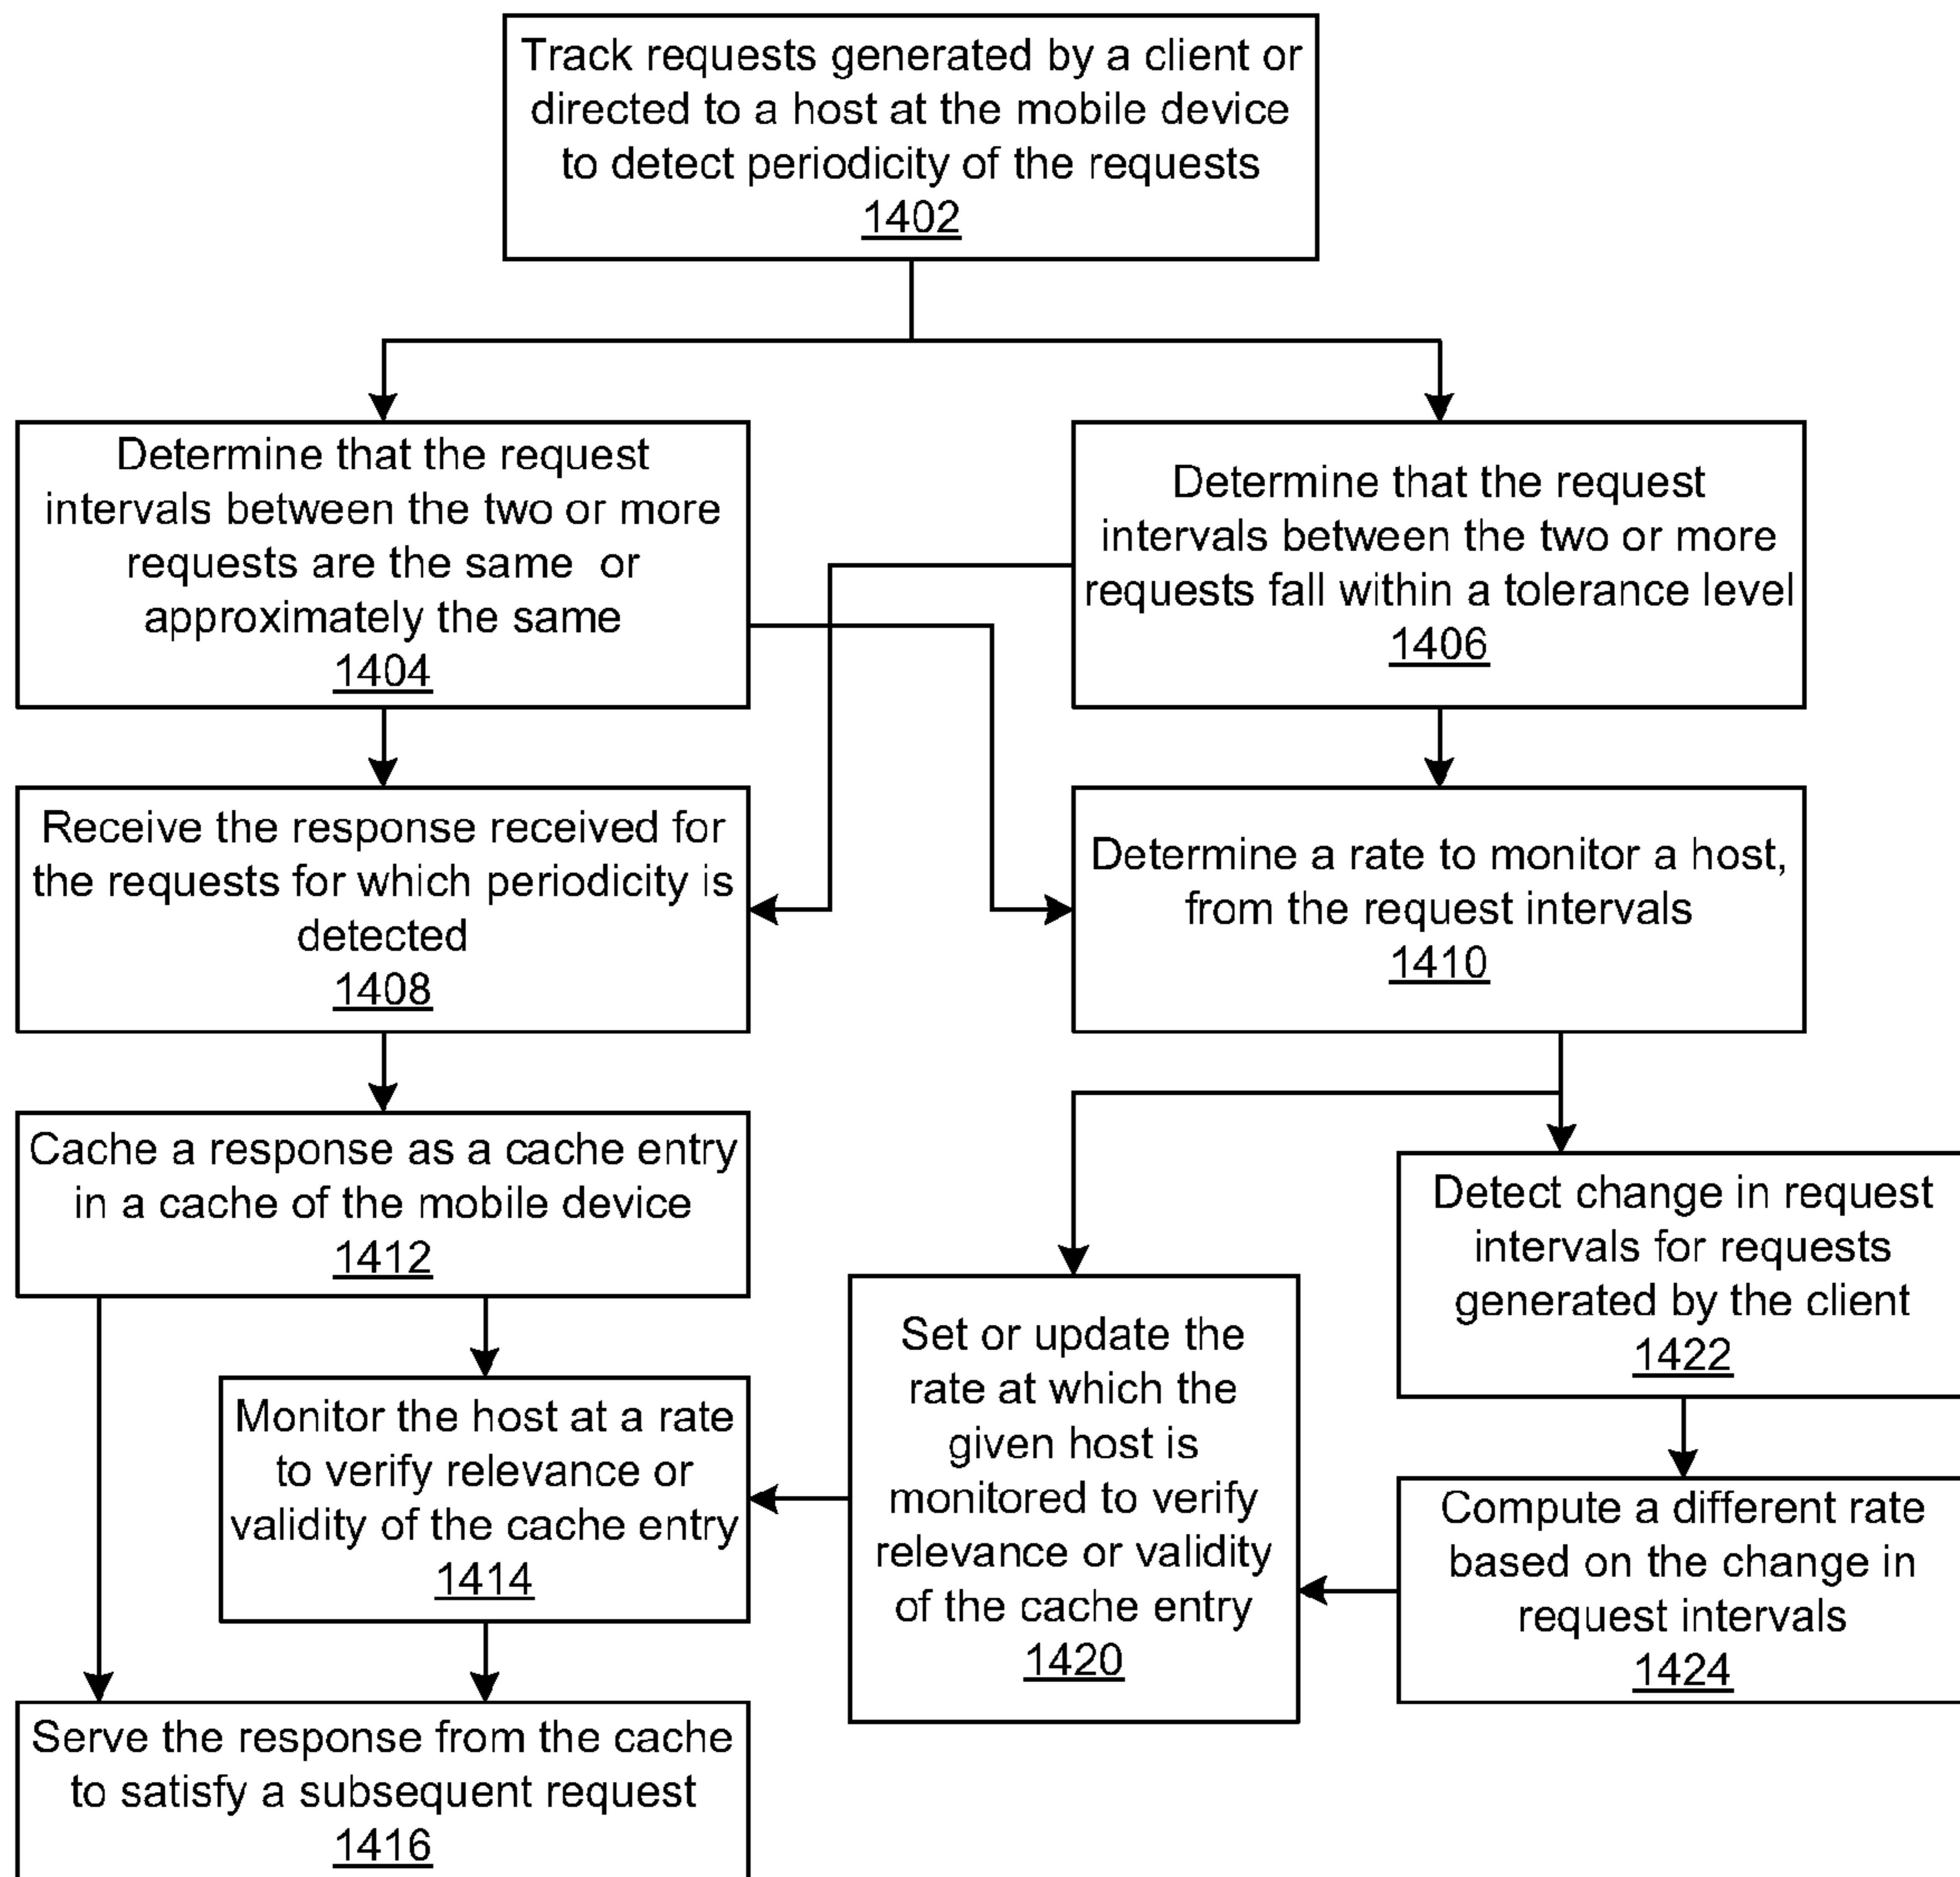 Track requests generated by a client or
directed to a host at the mobile device
to detect periodicity of the requests
1402
Determine that the request
intervals between the two or more
requests are the same  or
approximately the same
1404
Determine that the request
intervals between the two or more
requests fall within a tolerance level
1406
Receive the response received for
the requests for which periodicity is
detected
1408
Determine a rate to monitor a host,
from the request intervals
1410
Cache a response as a cache entry
in a cache of the mobile device
1412
Detect change in request
intervals for requests
generated by the client
1422
Set or update the
rate at which the
given host is
monitored to verify
relevance or validity
of the cache entry
1420
Monitor the host at a rate
to verify relevance or
validity of the cache entry
1414
Compute a different rate
based on the change in
request intervals
1424
Serve the response from the cache
to satisfy a subsequent request
1416